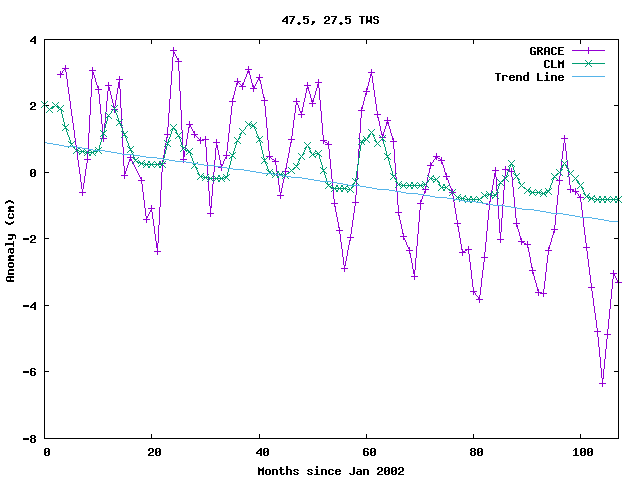 47.5, 27.5 TWS
GRACE
CLM
Trend Line
4
2
0
-2
-4
-6
-8
Anomaly (cm)
0 20 40 60 80 100
Months since Jan 2002